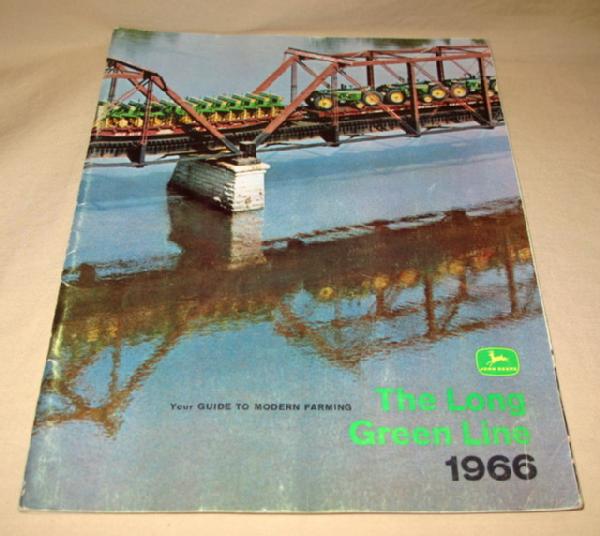 JOHN DEERE
Your GUIDE TO MODERN FARMING
The Long
Green Line
1966